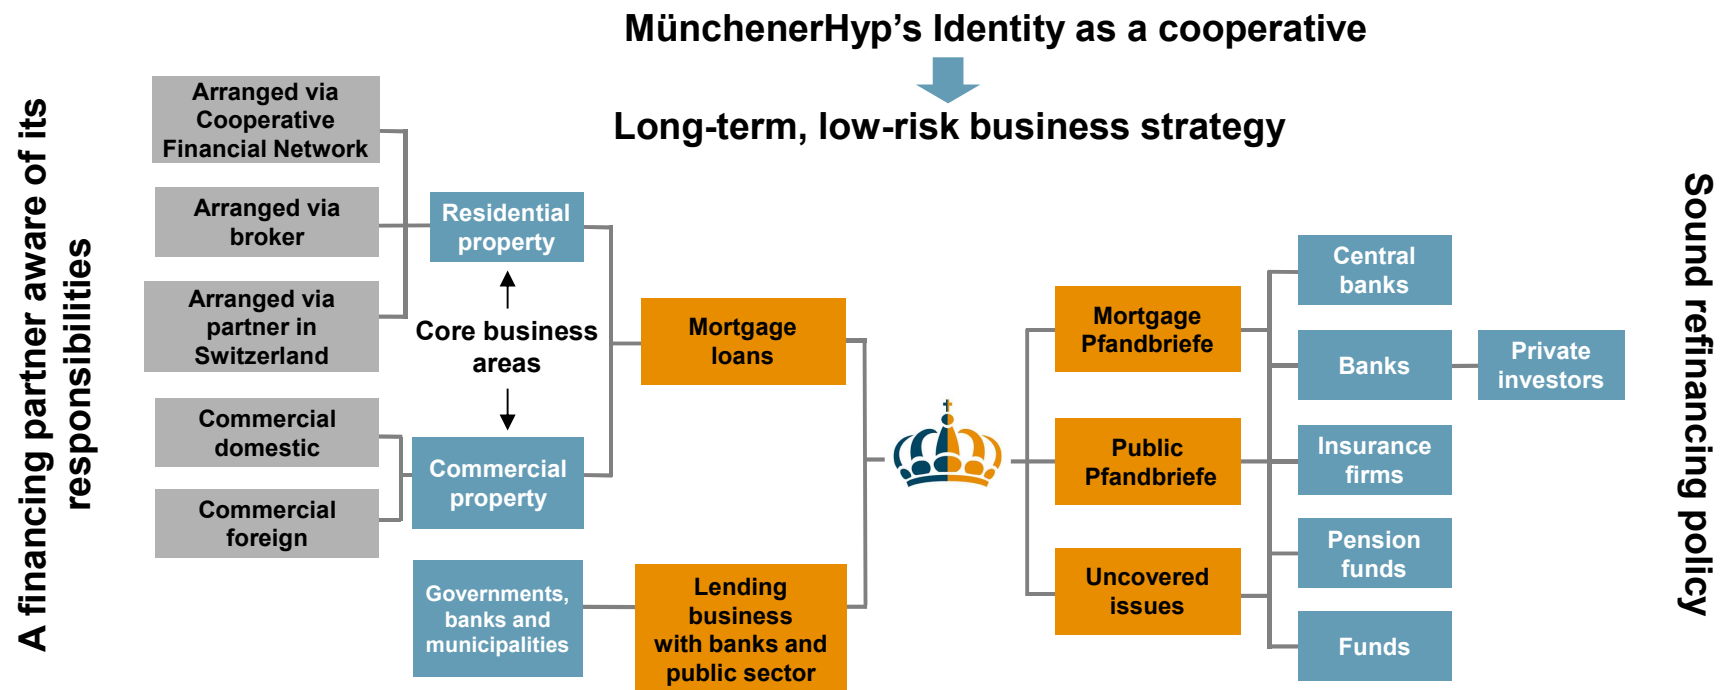 MünchenerHyp's Identity as a cooperative
Long-term, low-risk business strategy
A financing partner aware of its
responsibilities
Arranged via
Cooperative
Financial Network
Arranged via
broker
Arranged via
partner in
Switzerland
Commercial
domestic
Commercial
foreign
Residential
property
Core business
areas
Commercial
property
Governments,
banks and
municipalities
Mortgage
loans
Lending
business
with banks and
public sector
Mortgage
Pfandbriefe
Public
Pfandbriefe
Uncovered
issues
Central
banks
Banks
Insurance
firms
Pension
funds
Funds
Private
investors
Sound refinancing policy